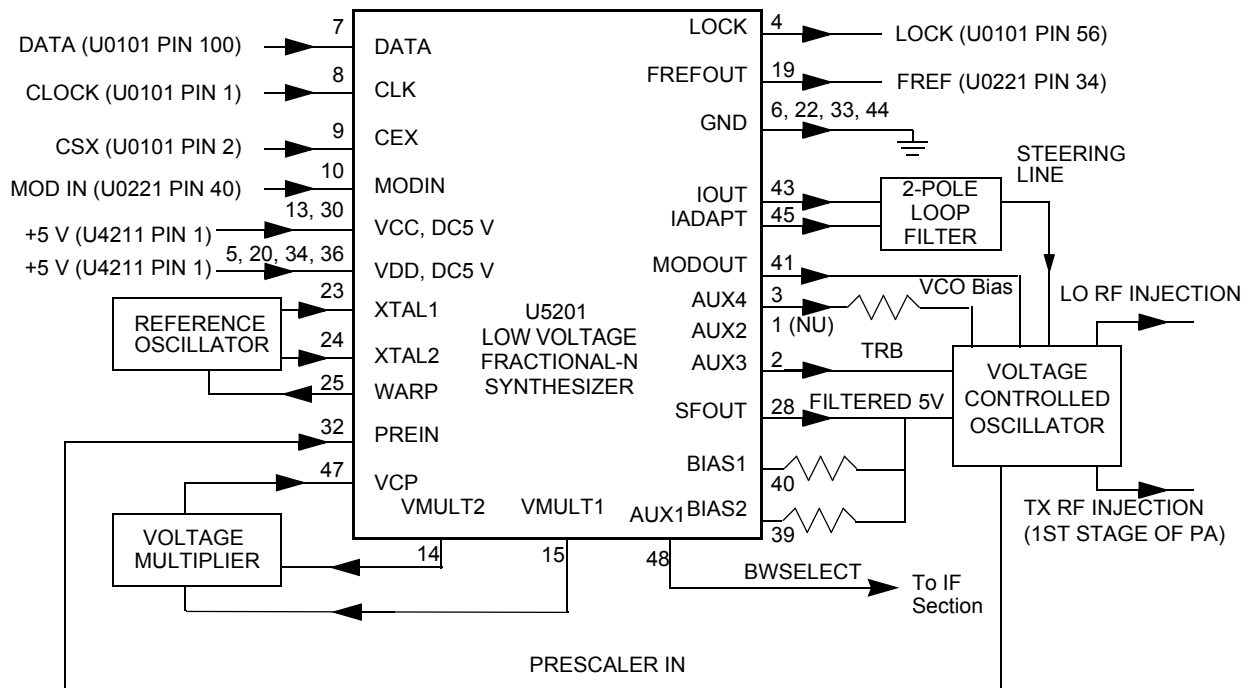 7
DATA (U0101 PIN 100)
DATA
8
CLOCK (U0101 PIN 1)
CLK
9
CSX (U0101 PIN 2)
CEX
10
MOD IN (U0221 PIN 40)
MODIN
13, 30
+5 V (U4211 PIN 1)
VCC, DC5 V
5, 20, 34, 36
+5 V (U4211 PIN 1)
VDD, DC5 V
23
XTAL1
REFERENCE
OSCILLATOR
24
XTAL2
25
WARP
32
PREIN
47
VCP
VOLTAGE
MULTIPLIER
VMULT2
14
VMULT1
15
AUX1
48
BWSELECT
To IF
Section
U5201
LOW VOLTAGE
FRACTIONAL-N
SYNTHESIZER
LOCK
4
LOCK (U0101 PIN 56)
FREFOUT
19
FREF (U0221 PIN 34)
GND
6, 22, 33, 44
STEERING
LINE
IOUT
43
IADAPT
45
2-POLE
LOOP
FILTER
MODOUT
41
AUX4
3
VCO Bias
AUX2
1 (NU)
AUX3
2
TRB
SFOUT
28
FILTERED 5V
BIAS1
40
BIAS2
39
LO RF INJECTION
VOLTAGE
CONTROLLED
OSCILLATOR
TX RF INJECTION
(1ST STAGE OF PA)
PRESCALER IN